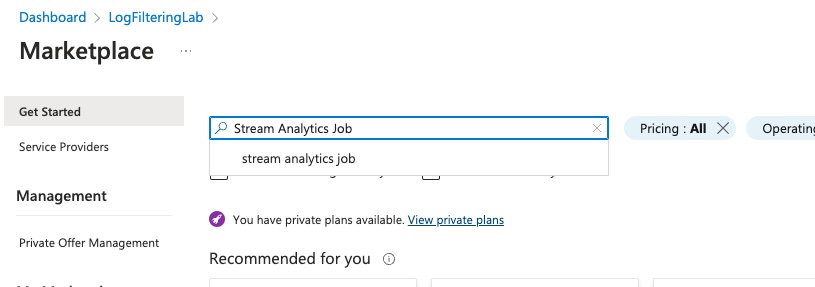 Dashboard > LogFilteringLab >
Marketplace ...
Get Started
Service Providers
Management
Private Offer Management
Stream Analytics Job
stream analytics job
Pricing : All
Operating
You have private plans available. View private plans
Recommended for you